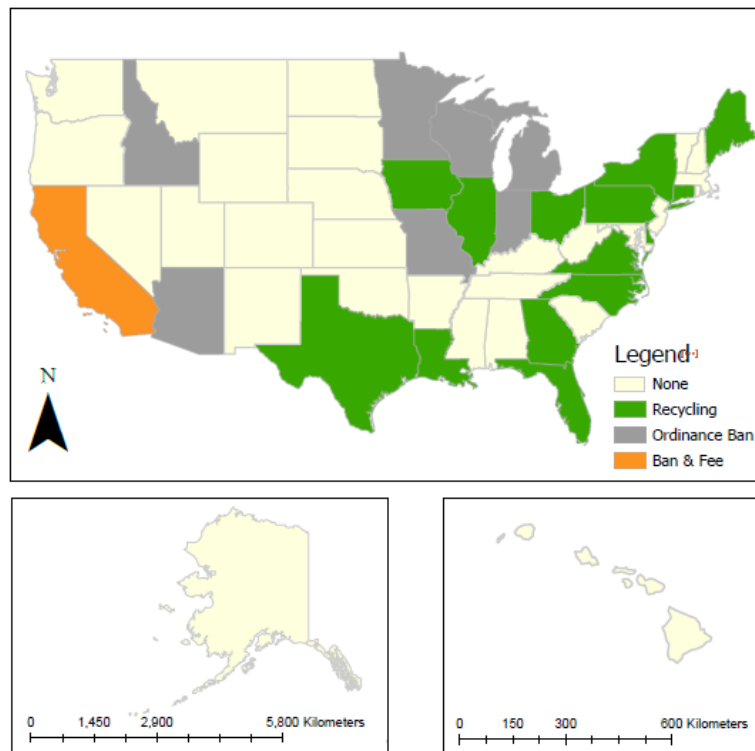 N
Legend
None
Recycling
Ordinance Ban
Ban & Fee
0 1,450 2,900 5,800 Kilometers
0 150 300 600 Kilometers